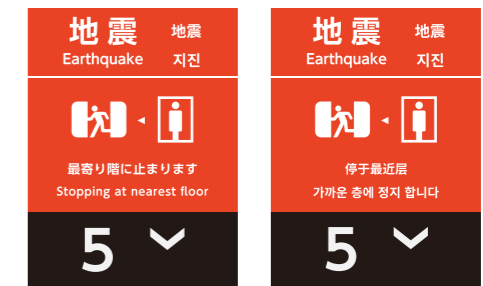 地震 地震
Earthquake 지진
最寄り階に止まります
Stopping at nearest floor
5
地震 地震
Earthquake 지진
停于最近层
가까운 층에 정지 합니다
5